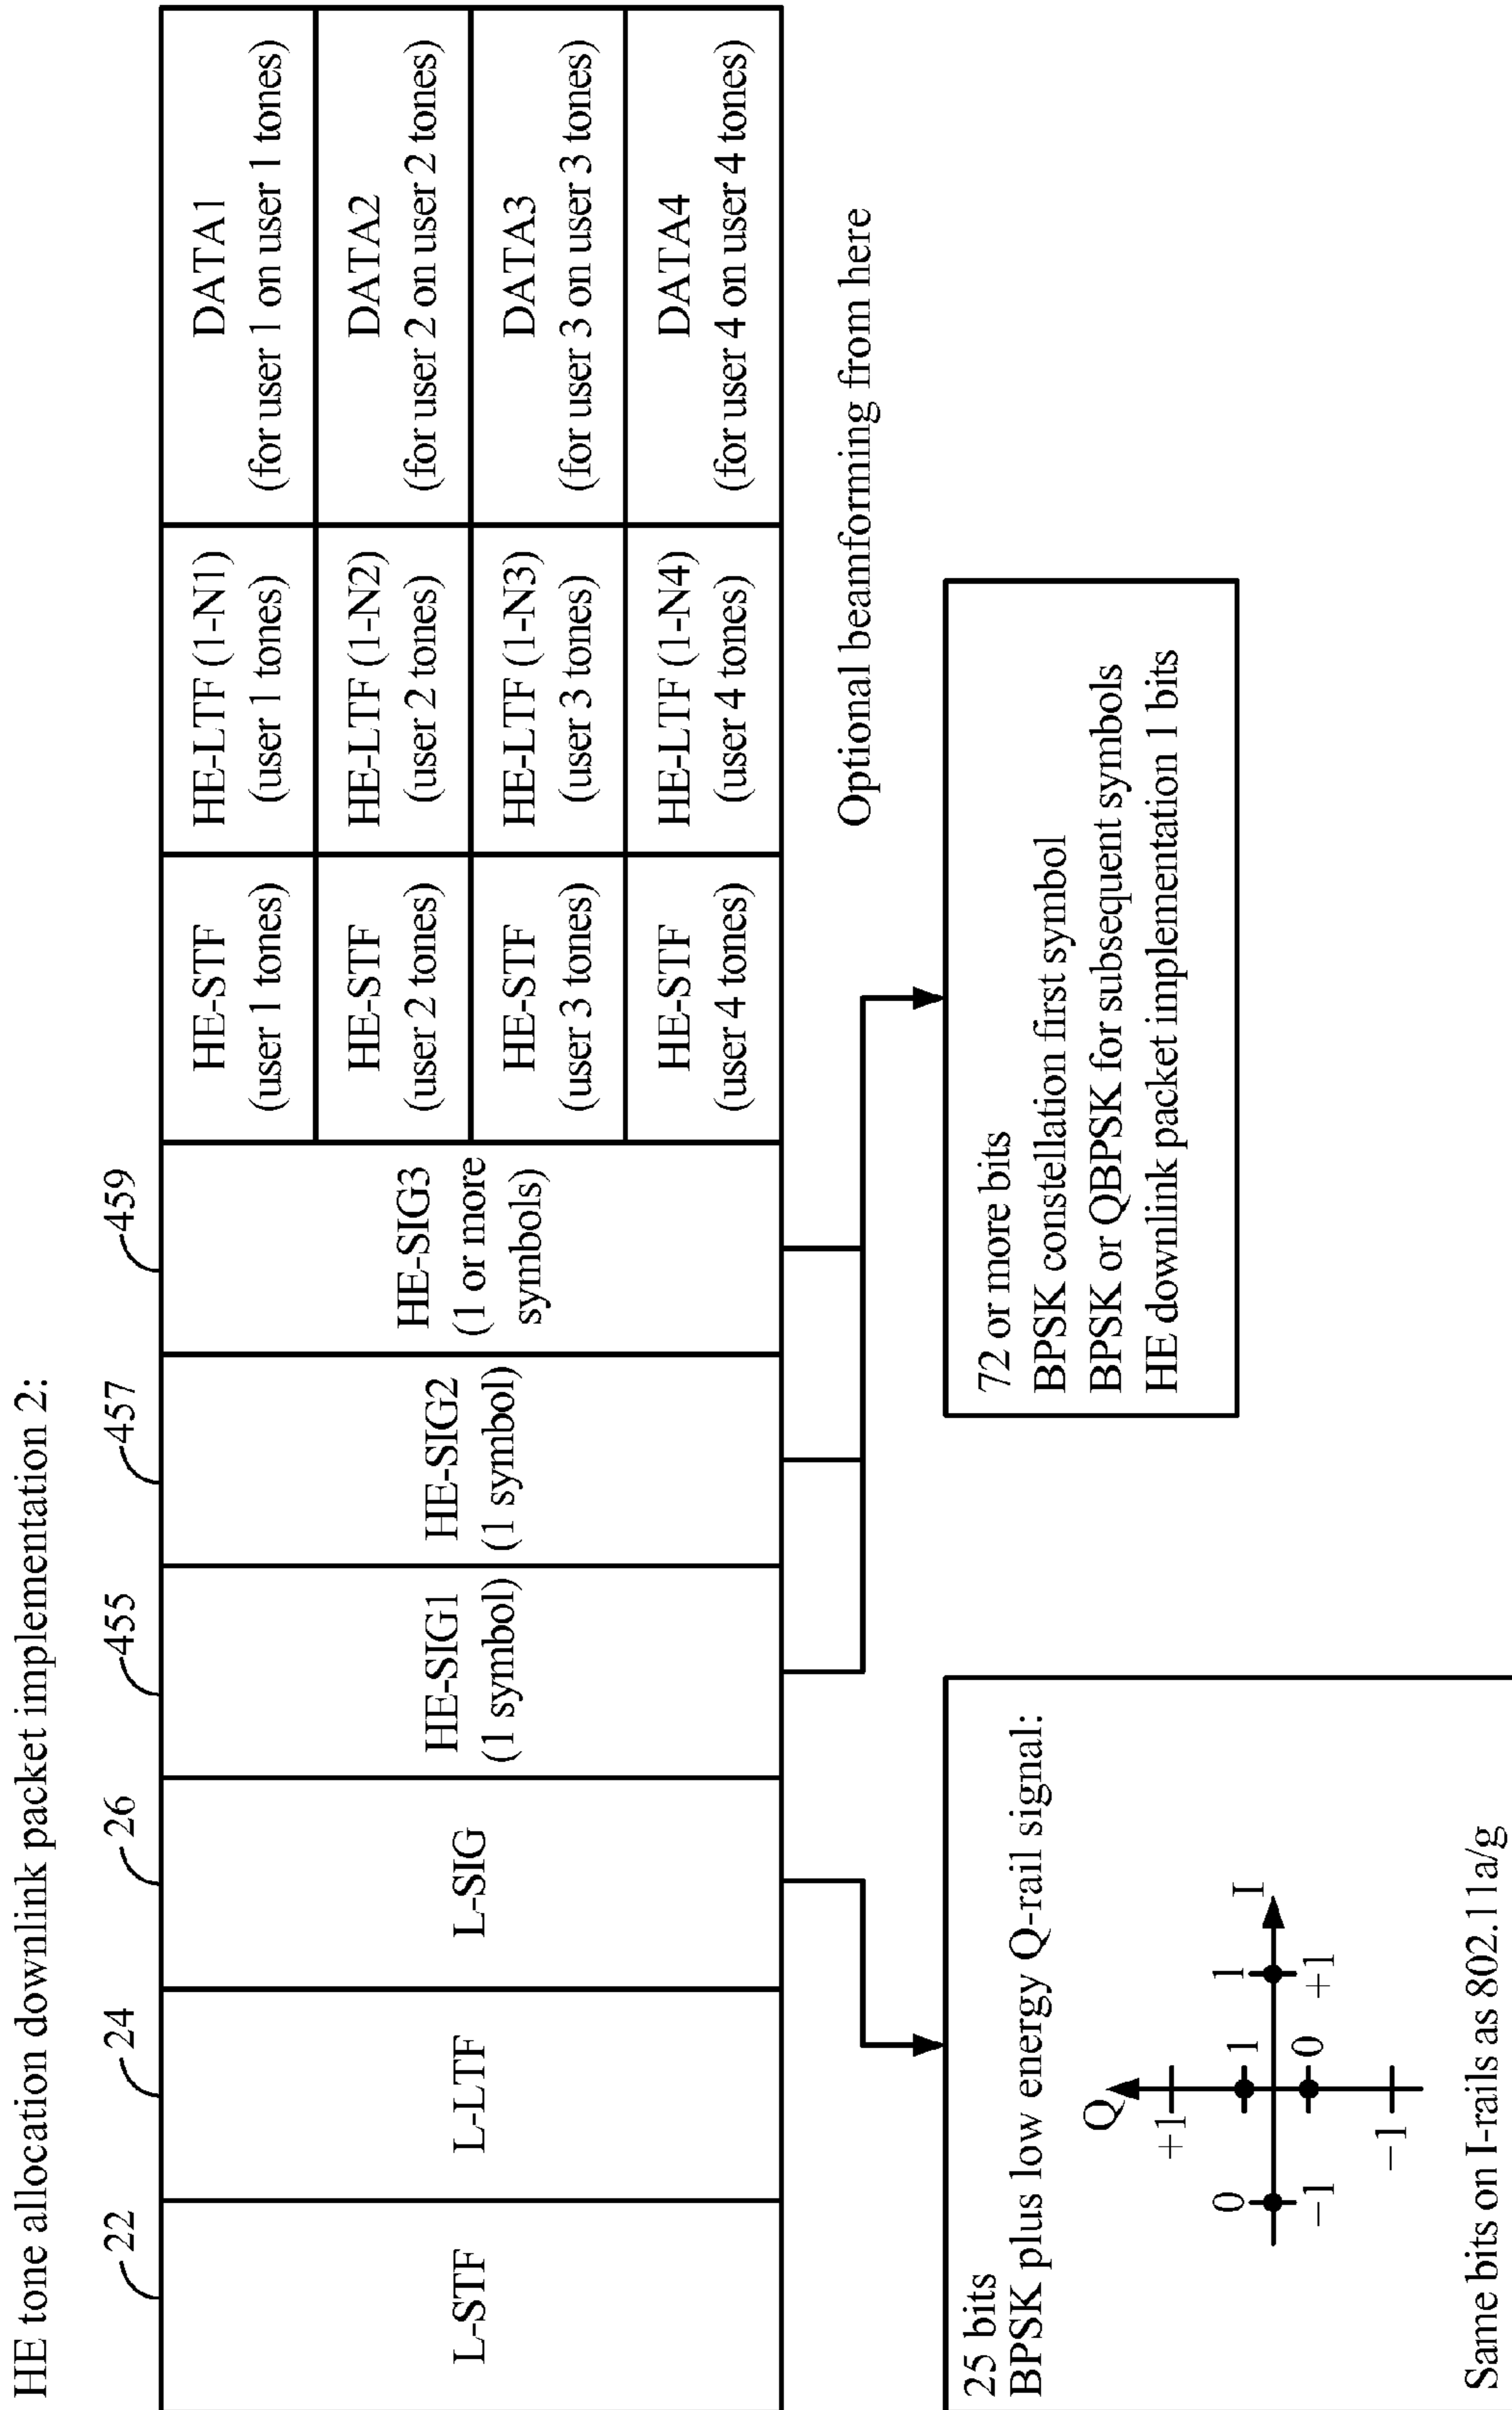 HE tone allocation downlink packet implementation 2:
22
24
26
455
457
459
L-STF
L-LTF
L-SIG
HE-SIG1
(1 symbol)
HE-SIG2
(1 symbol)
HE-SIG3
(1 or more
symbols)
HE-STF
(user 1 tones)
HE-LTF (1-N1)
(user 1 tones)
DATA1
(for user 1 on user 1 tones)
HE-STF
(user 2 tones)
HE-LTF (1-N2)
(user 2 tones)
DATA2
(for user 2 on user 2 tones)
HE-STF
(user 3 tones)
HE-LTF (1-N3)
(user 3 tones)
DATA3
(for user 3 on user 3 tones)
HE-STF
(user 4 tones)
HE-LTF (1-N4)
(user 4 tones)
DATA4
(for user 4 on user 4 tones)
Optional beamforming from here
25 bits
BPSK plus low energy Q-rail signal:
Q
+1
1
0
1
I
0
−1
+1
−1
Same bits on I-rails as 802.11a/g
72 or more bits
BPSK constellation first symbol
BPSK or QBPSK for subsequent symbols
HE downlink packet implementation 1 bits